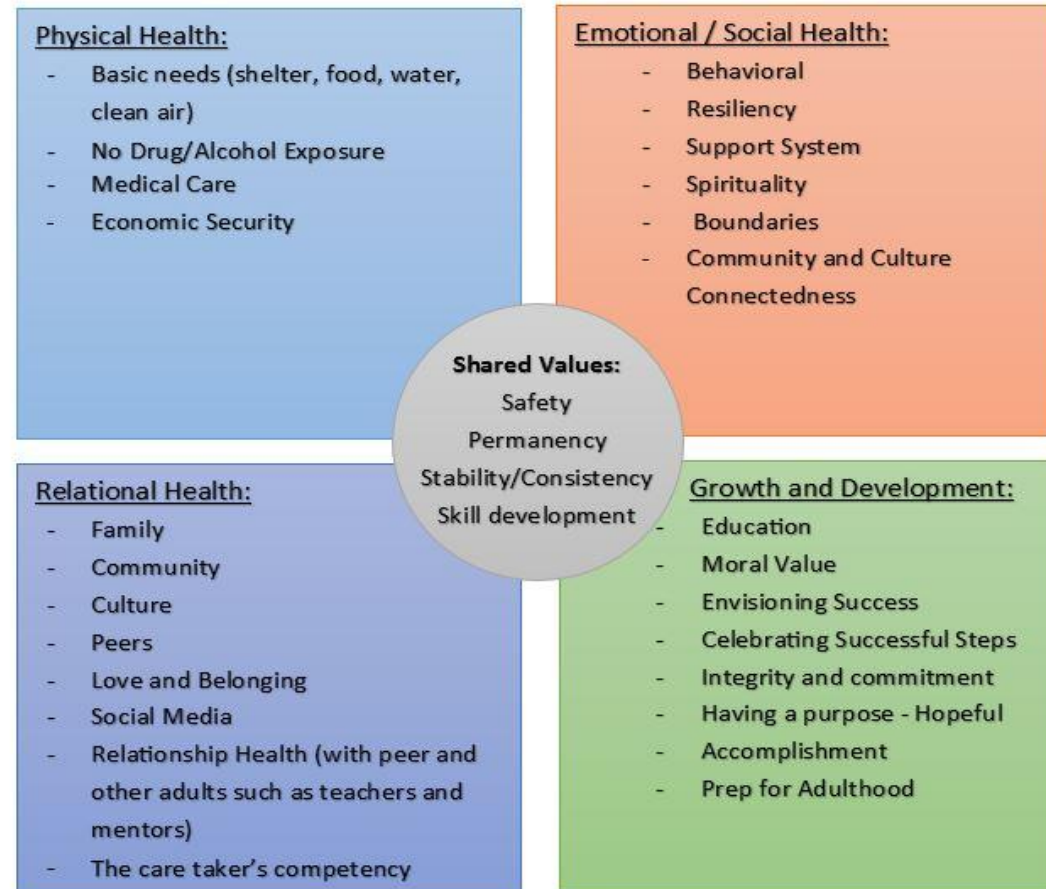 Physical Health:
- Basic needs (shelter, food, water,
clean air)
- No Drug/Alcohol Exposure
- Medical Care
- Economic Security
Emotional / Social Health:
- Behavioral
- Resiliency
- Support System
- Spirituality
- Boundaries
- Community and Culture
Connectedness
Shared Values:
Safety
Permanency
Stability/Consistency
Skill development
Relational Health:
- Family
- Community
- Culture
- Peers
- Love and Belonging
- Social Media
- Relationship Health (with peer and
other adults such as teachers and
mentors)
- The care taker's competency
Growth and Development:
- Education
- Moral Value
- Envisioning Success
- Celebrating Successful Steps
- Integrity and commitment
- Having a purpose - Hopeful
- Accomplishment
- Prep for Adulthood